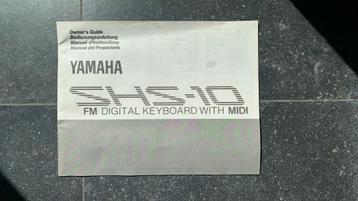 Owner's Guide
Bedienungsanleitung
Manuel d'instructions
Manual del Propietario
YAMAHA
SHS-10
FM DIGITAL KEYBOARD WITH MIDI